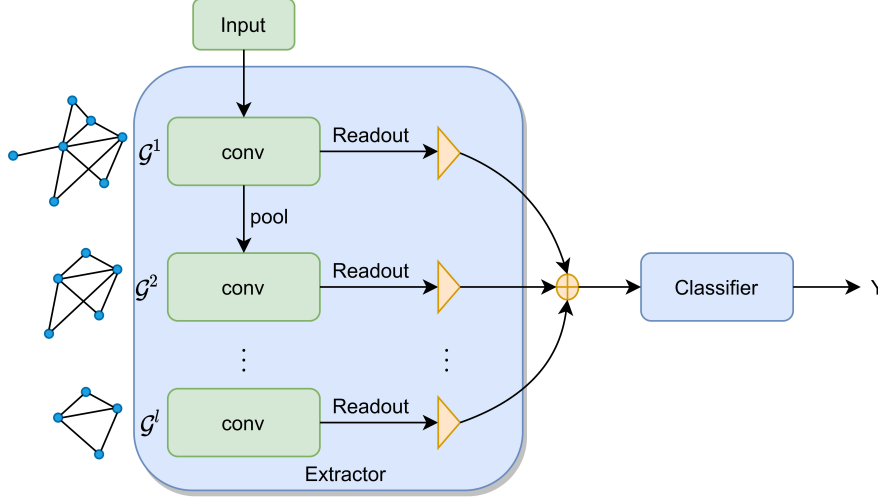 Input
𝒢¹ conv Readout
pool
𝒢² conv Readout
Classifier Y
⋮ ⋮
𝒢ˡ conv Readout
Extractor